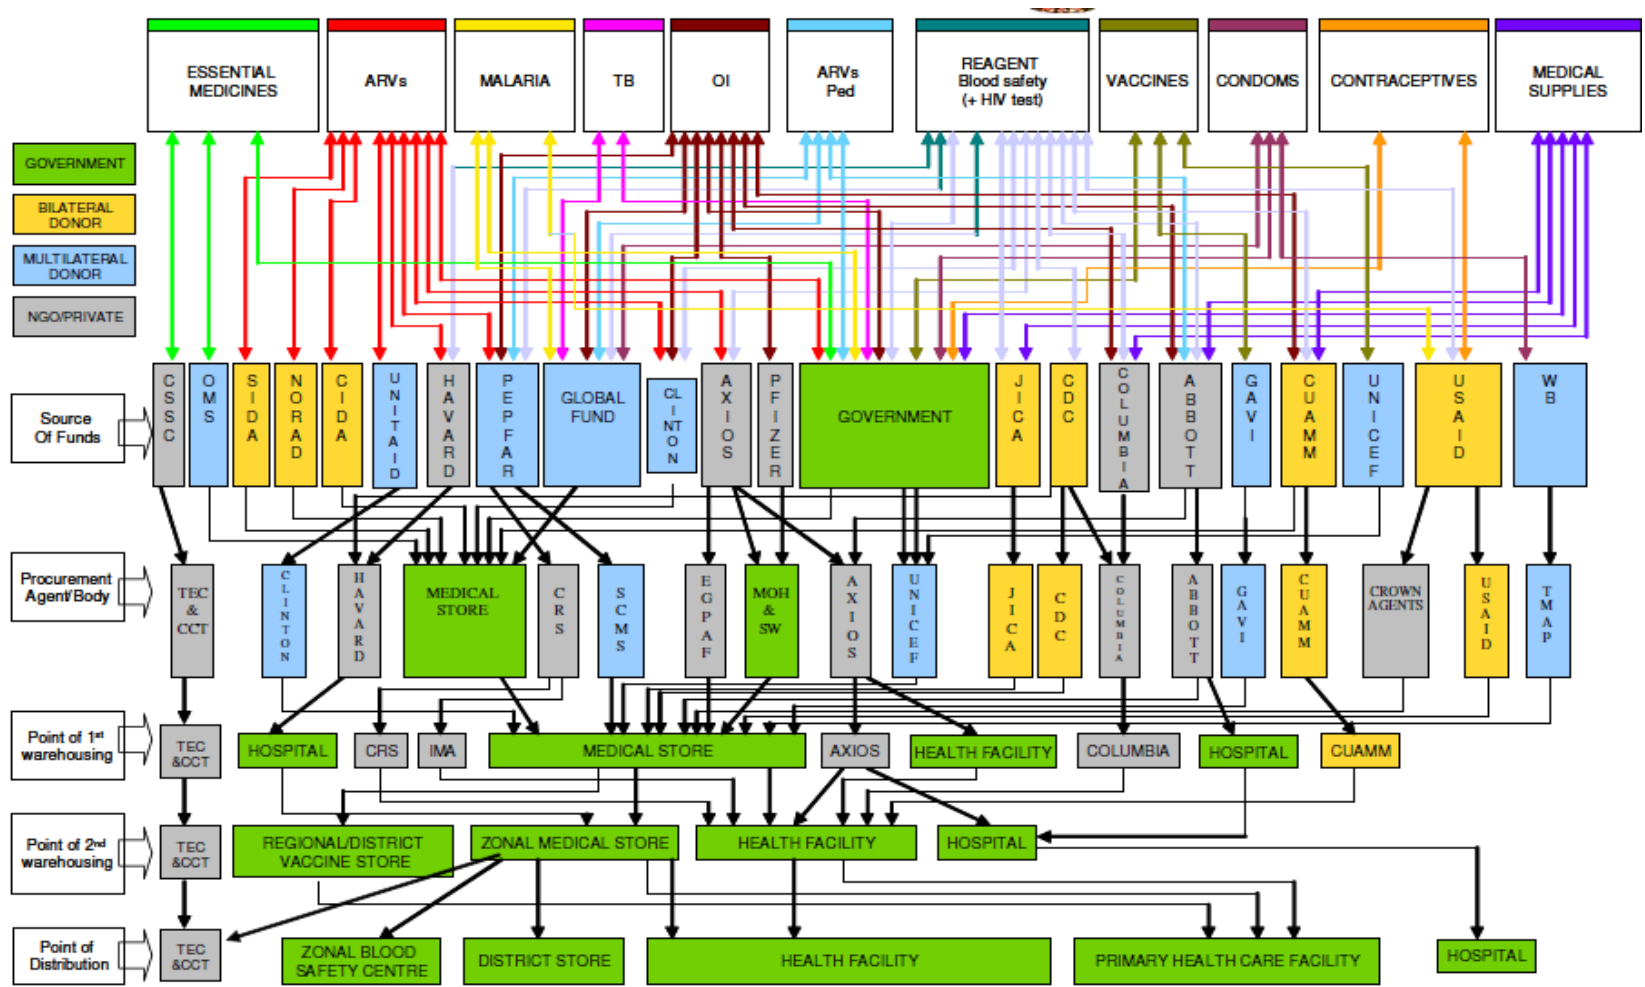 ESSENTIAL
MEDICINES
ARVs
MALARIA
TB
OI
ARVs
Ped
REAGENT
Blood safety
(+ HIV test)
VACCINES
CONDOMS
CONTRACEPTIVES
MEDICAL
SUPPLIES
GOVERNMENT
BILATERAL
DONOR
MULTILATERAL
DONOR
NGO/PRIVATE
Source
Of Funds
CSSC
OMS
SIDA
NORAD
CIDA
UNITAID
HAVARD
PEPFAR
GLOBAL
FUND
CLINTON
AXIOS
PFIZER
GOVERNMENT
JICA
CDC
COLUMBIA
ABBOTT
GAVI
CUAMM
UNICEF
USAID
WB
Procurement
Agent/Body
TEC
&
CCT
CLINTON
HAVARD
MEDICAL
STORE
CRS
SCMS
EGPAF
MOH
&
SW
AXIOS
UNICEF
JICA
CDC
COLUMBIA
ABBOTT
GAVI
CUAMM
CROWN
AGENTS
USAID
TMAP
Point of 1st
warehousing
TEC
&CCT
HOSPITAL
CRS
IMA
MEDICAL STORE
AXIOS
HEALTH FACILITY
COLUMBIA
HOSPITAL
CUAMM
Point of 2nd
warehousing
TEC
&CCT
REGIONAL/DISTRICT
VACCINE STORE
ZONAL MEDICAL STORE
HEALTH FACILITY
HOSPITAL
Point of
Distribution
TEC
&CCT
ZONAL BLOOD
SAFETY CENTRE
DISTRICT STORE
HEALTH FACILITY
PRIMARY HEALTH CARE FACILITY
HOSPITAL